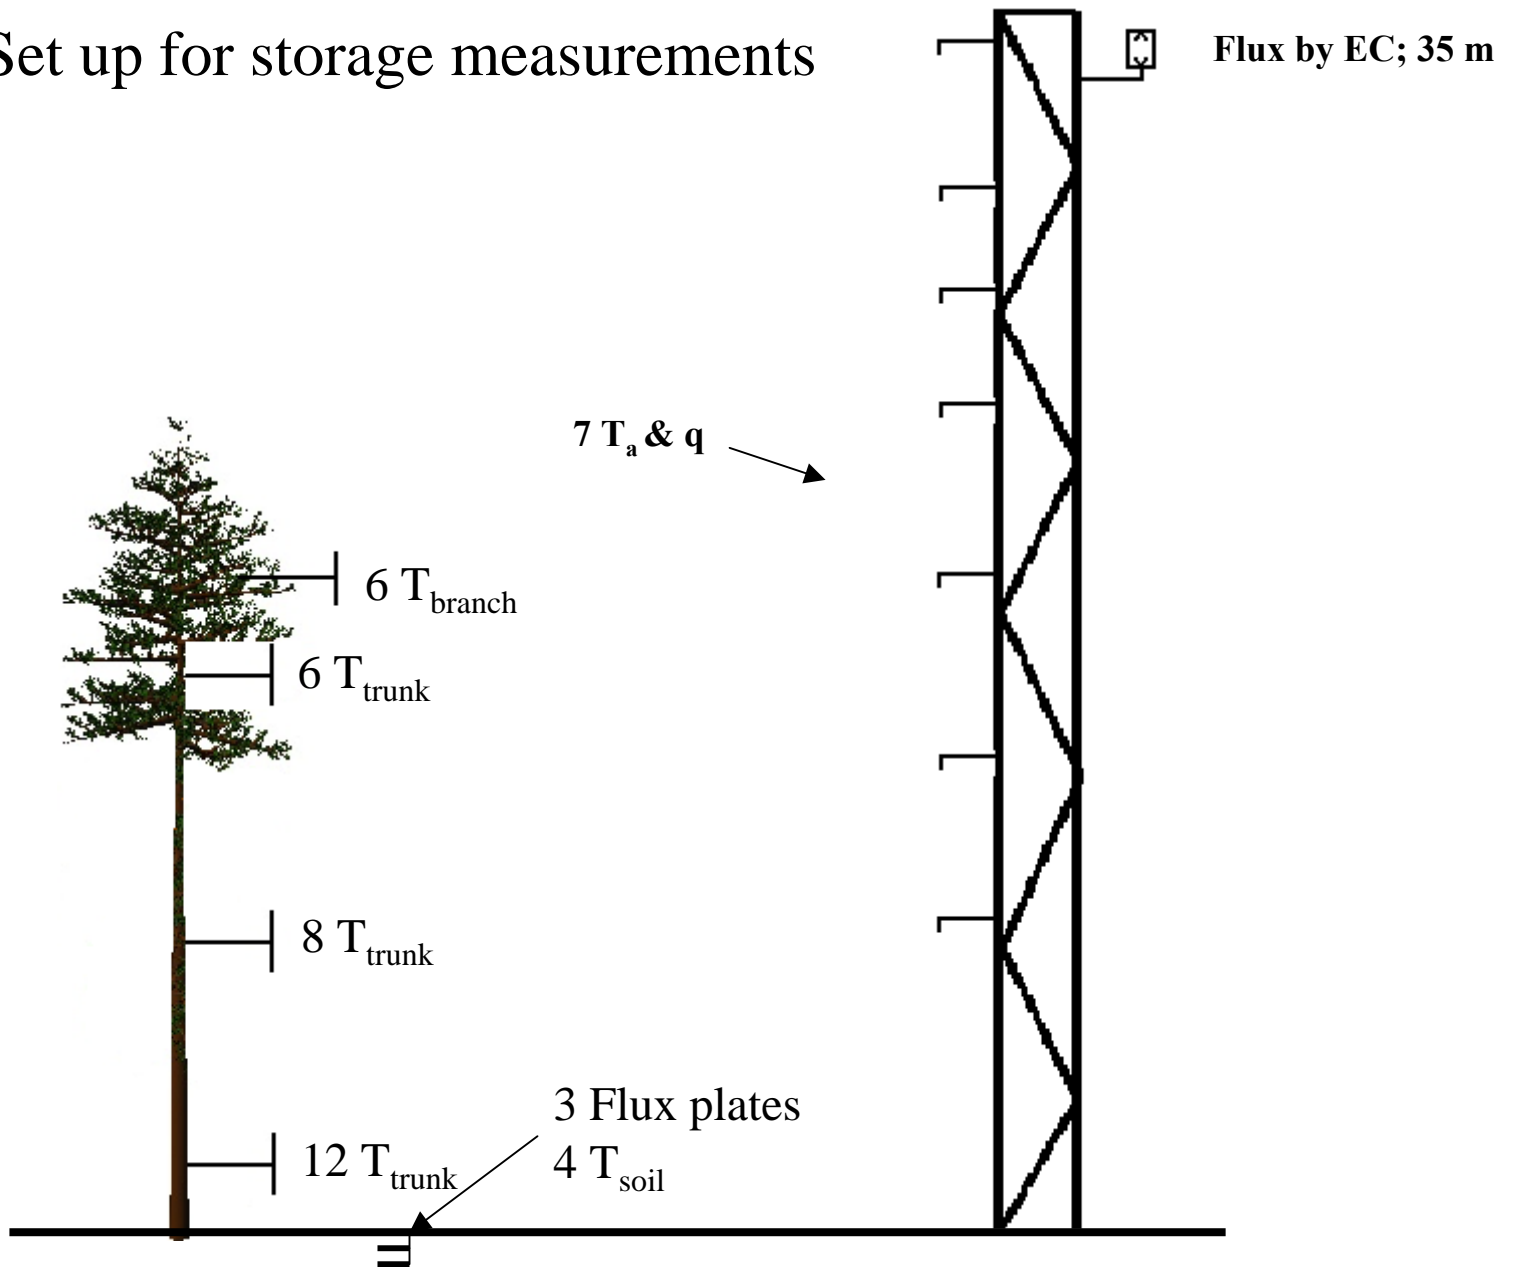 Set up for storage measurements
Flux by EC; 35 m
7 Ta & q
6 Tbranch
6 Ttrunk
8 Ttrunk
3 Flux plates
12 Ttrunk
4 Tsoil